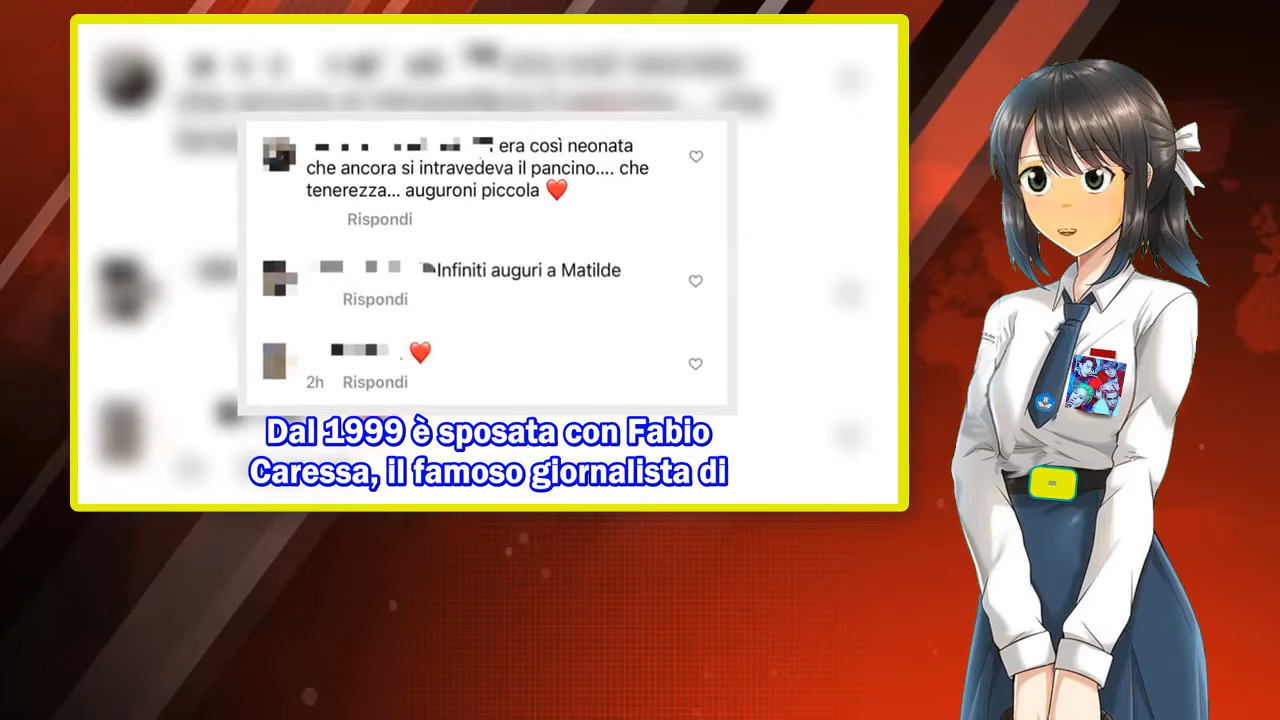 era così neonata
che ancora si intravedeva il pancino.... che
tenerezza... auguroni piccola ❤️
Rispondi
Infiniti auguri a Matilde
Rispondi
. ❤️
2h Rispondi
Dal 1999 è sposata con Fabio
Caressa, il famoso giornalista di